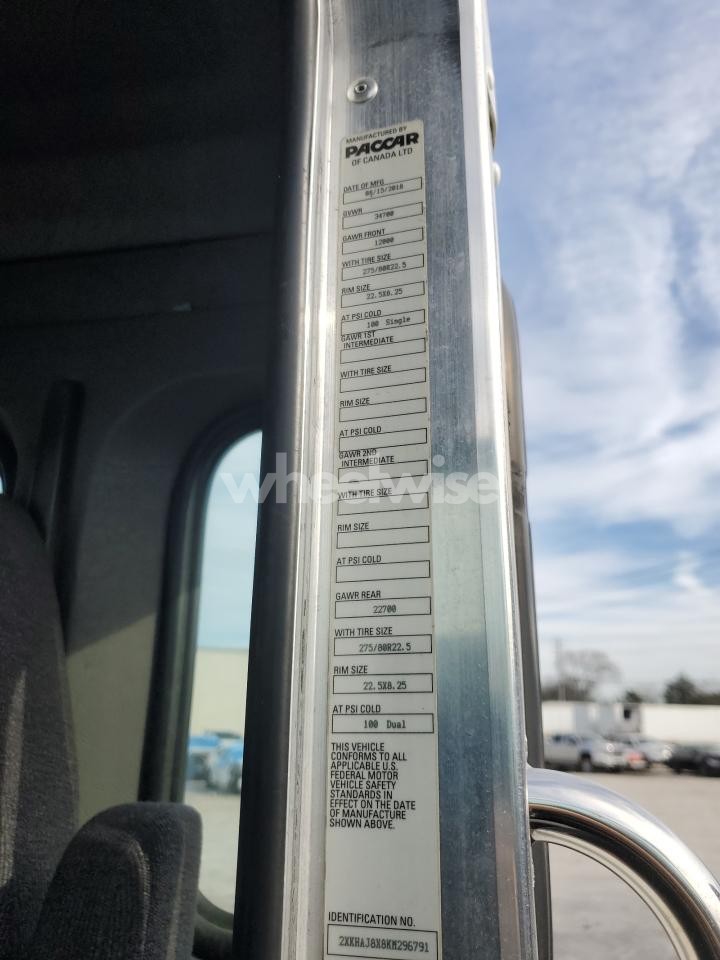 MANUFACTURED BY
PACCAR
OF CANADA LTD
DATE OF MFG
06/15/2018
GVWR
34700
GAWR FRONT
12000
WITH TIRE SIZE
275/80R22.5
RIM SIZE
22.5X8.25
AT PSI COLD
100 Single
GAWR 1ST
INTERMEDIATE
WITH TIRE SIZE
RIM SIZE
AT PSI COLD
GAWR 2ND
INTERMEDIATE
wheelwise
WITH TIRE SIZE
RIM SIZE
AT PSI COLD
GAWR REAR
22700
WITH TIRE SIZE
275/80R22.5
RIM SIZE
22.5X8.25
AT PSI COLD
100 Dual
THIS VEHICLE
CONFORMS TO ALL
APPLICABLE U.S.
FEDERAL MOTOR
VEHICLE SAFETY
STANDARDS IN
EFFECT ON THE DATE
OF MANUFACTURE
SHOWN ABOVE.
IDENTIFICATION NO.
2XKHAJ8X8KM296791